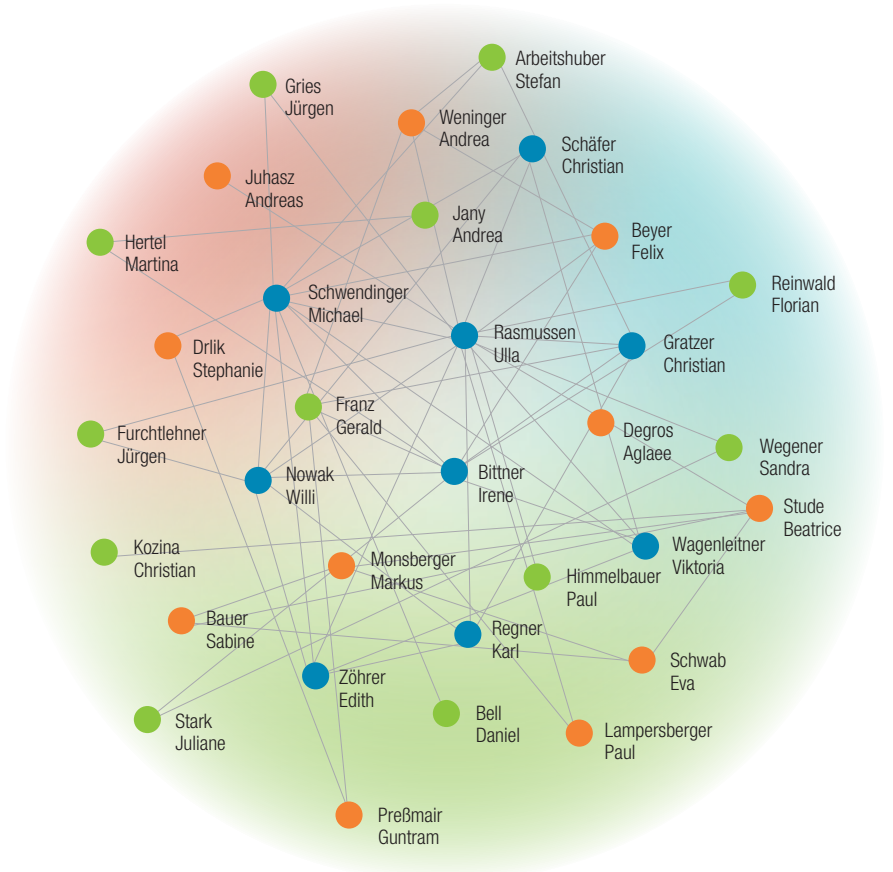 Arbeitshuber
Stefan
Gries
Jürgen
Weninger
Andrea
Schäfer
Christian
Juhasz
Andreas
Jany
Andrea
Beyer
Felix
Hertel
Martina
Reinwald
Florian
Schwendinger
Michael
Rasmussen
Ulla
Gratzer
Christian
Drlik
Stephanie
Franz
Gerald
Furchtlehner
Jürgen
Degros
Aglaee
Wegener
Sandra
Nowak
Willi
Bittner
Irene
Stude
Beatrice
Kozina
Christian
Monsberger
Markus
Wagenleitner
Viktoria
Himmelbauer
Paul
Bauer
Sabine
Regner
Karl
Schwab
Eva
Zöhrer
Edith
Stark
Juliane
Bell
Daniel
Lampersberger
Paul
Preßmair
Guntram